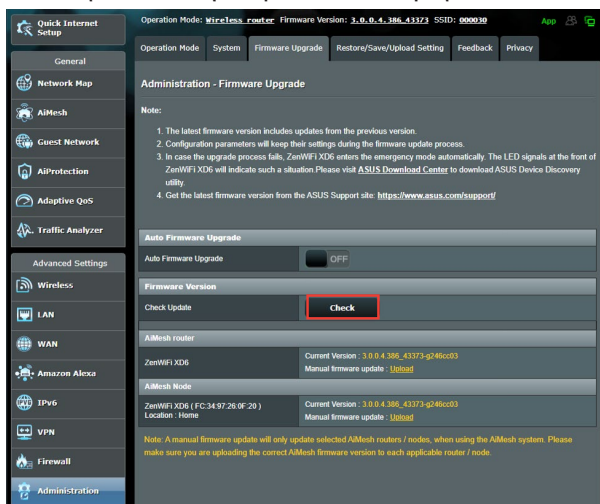 Quick Internet
Setup
Operation Mode: Wireless router Firmware Version: 3.0.0.4.386_43373 SSID: 000030
App
Operation Mode System Firmware Upgrade Restore/Save/Upload Setting Feedback Privacy
General
Network Map
AiMesh
Guest Network
AiProtection
Adaptive QoS
Traffic Analyzer
Advanced Settings
Wireless
LAN
WAN
Amazon Alexa
IPv6
VPN
Firewall
Administration
Administration - Firmware Upgrade
Note:
1. The latest firmware version includes updates from the previous version.
2. Configuration parameters will keep their settings during the firmware update process.
3. In case the upgrade process fails, ZenWiFi XD6 enters the emergency mode automatically. The LED signals at the front of
ZenWiFi XD6 will indicate such a situation.Please visit ASUS Download Center to download ASUS Device Discovery
utility.
4. Get the latest firmware version from the ASUS Support site: https://www.asus.com/support/
Auto Firmware Upgrade
Auto Firmware Upgrade OFF
Firmware Version
Check Update Check
AiMesh router
ZenWiFi XD6
Current Version : 3.0.0.4.386_43373-g246cc03
Manual firmware update : Upload
AiMesh Node
ZenWiFi XD6 ( FC:34:97:26:0F:20 )
Location : Home
Current Version : 3.0.0.4.386_43373-g246cc03
Manual firmware update : Upload
Note: A manual firmware update will only update selected AiMesh routers / nodes, when using the AiMesh system. Please
make sure you are uploading the correct AiMesh firmware version to each applicable router / node.